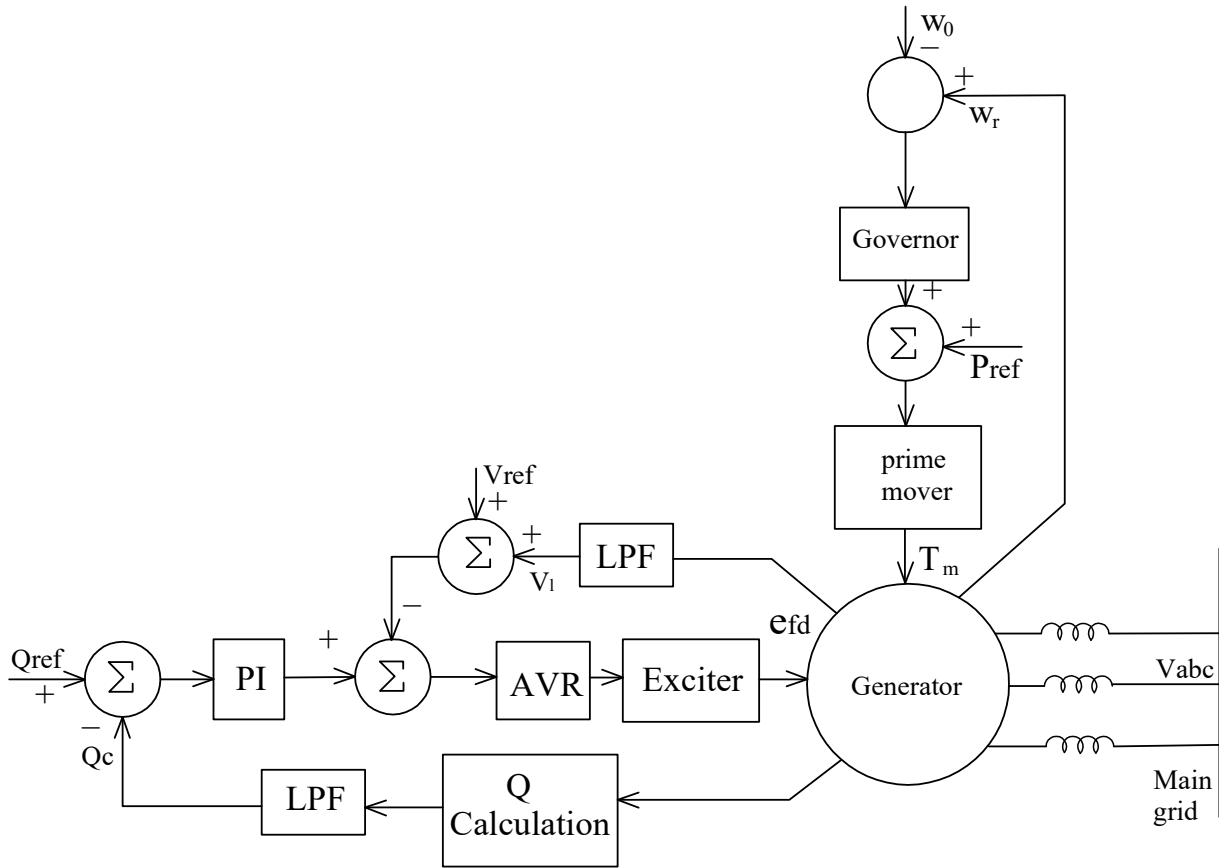 w₀
−
+
wᵣ
Governor
+
Σ
+
Pref
prime
mover
Tₘ
Vref
+
Σ
+
Vₗ
LPF
−
efd
Qref
+
Σ
−
Qc
PI
+
Σ
AVR
Exciter
Generator
Vabc
LPF
Q
Calculation
Main
grid